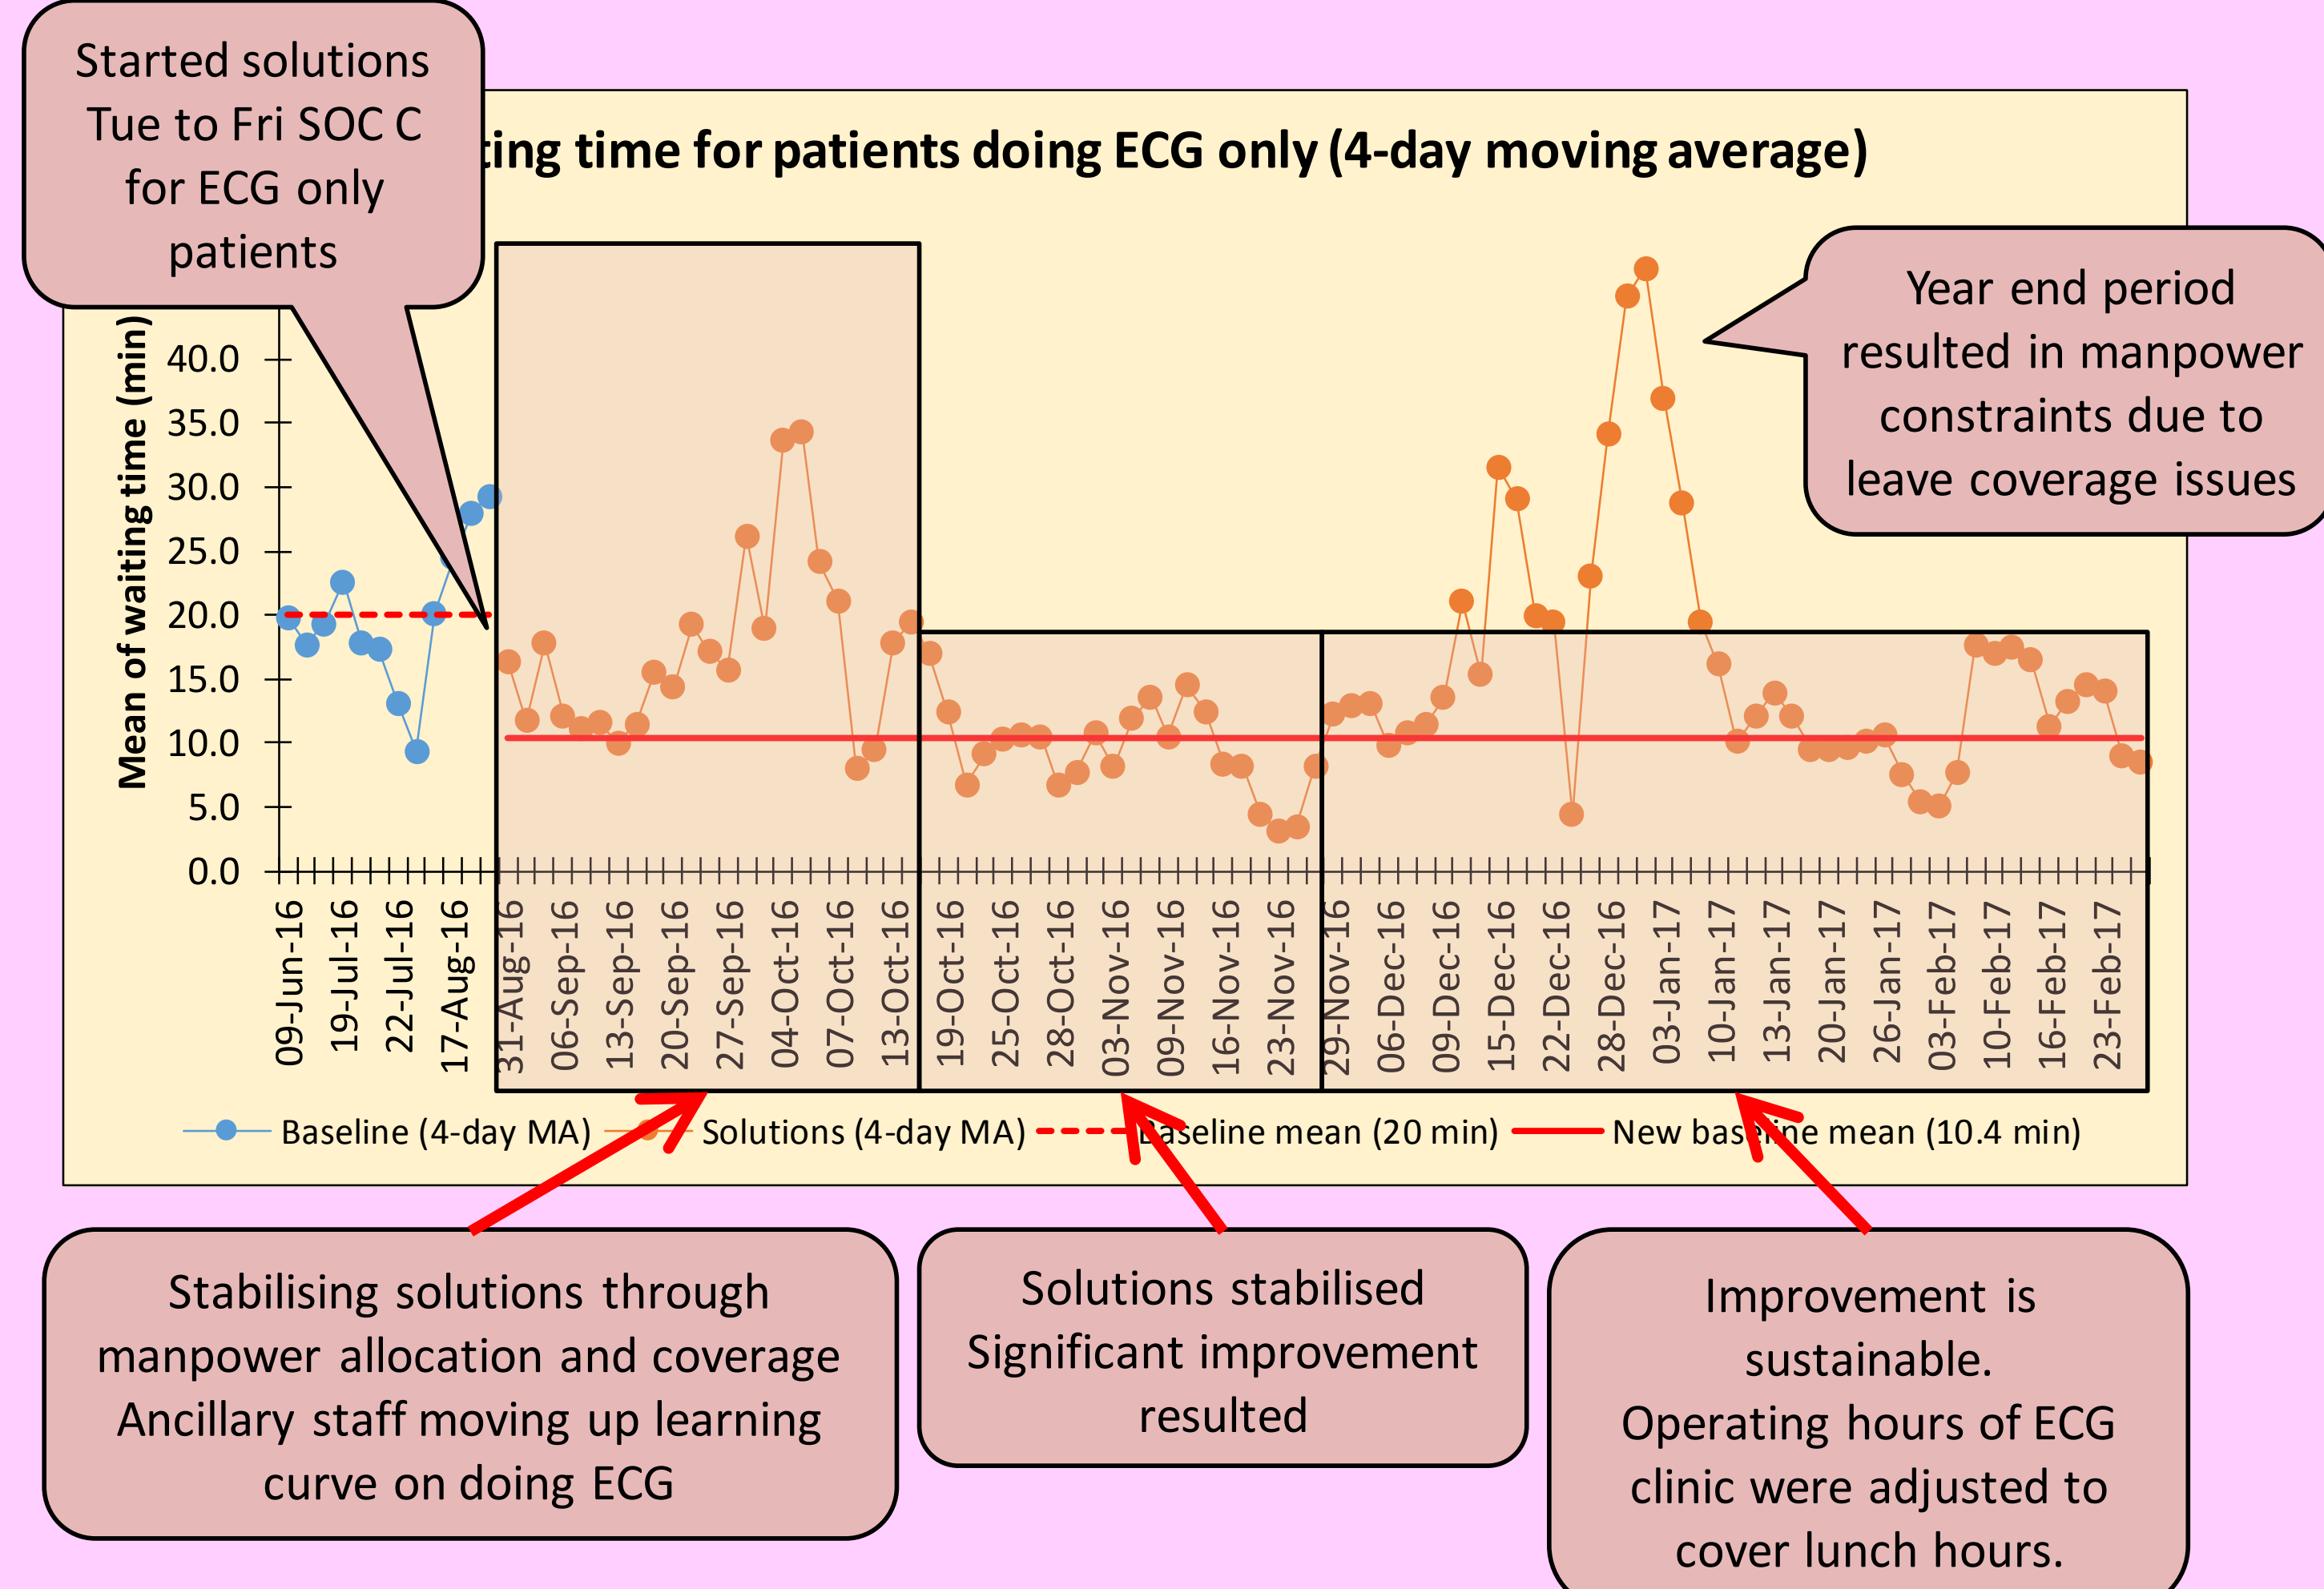 Started solutions
Tue to Fri SOC C
for ECG only
patients
time for patients doing ECG only (4-day moving average)
Year end period
resulted in manpower
constraints due to
leave coverage issues
Mean of waiting time (min)
40.0
35.0
30.0
25.0
20.0
15.0
10.0
5.0
0.0
09-Jun-16
19-Jul-16
22-Jul-16
17-Aug-16
31-Aug-16
06-Sep-16
13-Sep-16
20-Sep-16
27-Sep-16
04-Oct-16
07-Oct-16
13-Oct-16
19-Oct-16
25-Oct-16
28-Oct-16
03-Nov-16
09-Nov-16
16-Nov-16
23-Nov-16
29-Nov-16
06-Dec-16
09-Dec-16
15-Dec-16
22-Dec-16
28-Dec-16
03-Jan-17
10-Jan-17
13-Jan-17
20-Jan-17
26-Jan-17
03-Feb-17
10-Feb-17
16-Feb-17
23-Feb-17
Baseline (4-day MA)
Solutions (4-day MA)
Baseline mean (20 min)
New baseline mean (10.4 min)
Stabilising solutions through
manpower allocation and coverage
Ancillary staff moving up learning
curve on doing ECG
Solutions stabilised
Significant improvement
resulted
Improvement is
sustainable.
Operating hours of ECG
clinic were adjusted to
cover lunch hours.